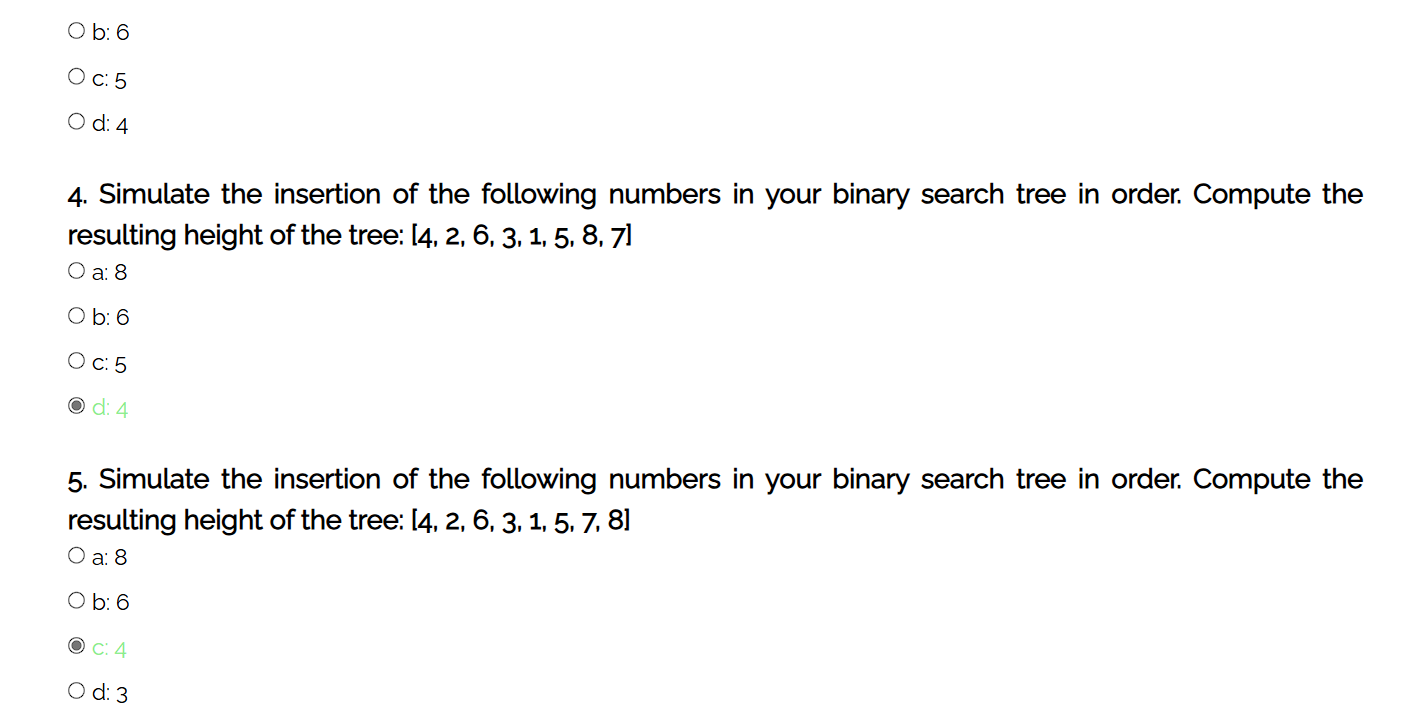 b: 6
c: 5
d: 4
4. Simulate the insertion of the following numbers in your binary search tree in order. Compute the
resulting height of the tree: [4, 2, 6, 3, 1, 5, 8, 7]
a: 8
b: 6
c: 5
d: 4
5. Simulate the insertion of the following numbers in your binary search tree in order. Compute the
resulting height of the tree: [4, 2, 6, 3, 1, 5, 7, 8]
a: 8
b: 6
c: 4
d: 3